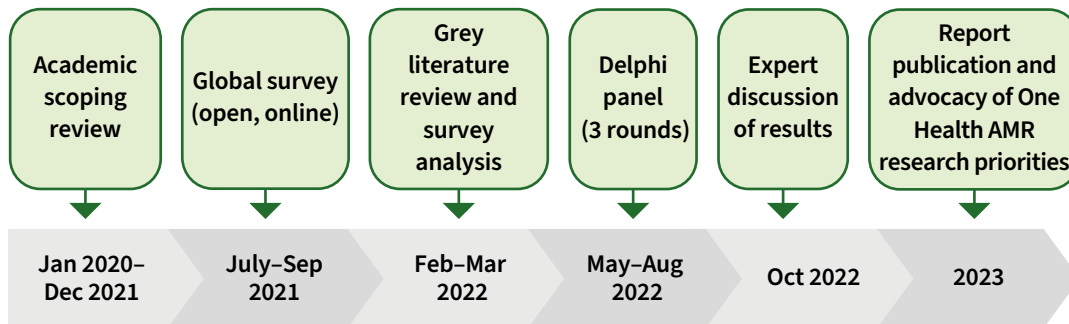 Academic
scoping
review
Global survey
(open, online)
Grey
literature
review and
survey
analysis
Delphi
panel
(3 rounds)
Expert
discussion
of results
Report
publication and
advocacy of One
Health AMR
research priorities
Jan 2020–
Dec 2021
July–Sep
2021
Feb–Mar
2022
May–Aug
2022
Oct 2022
2023